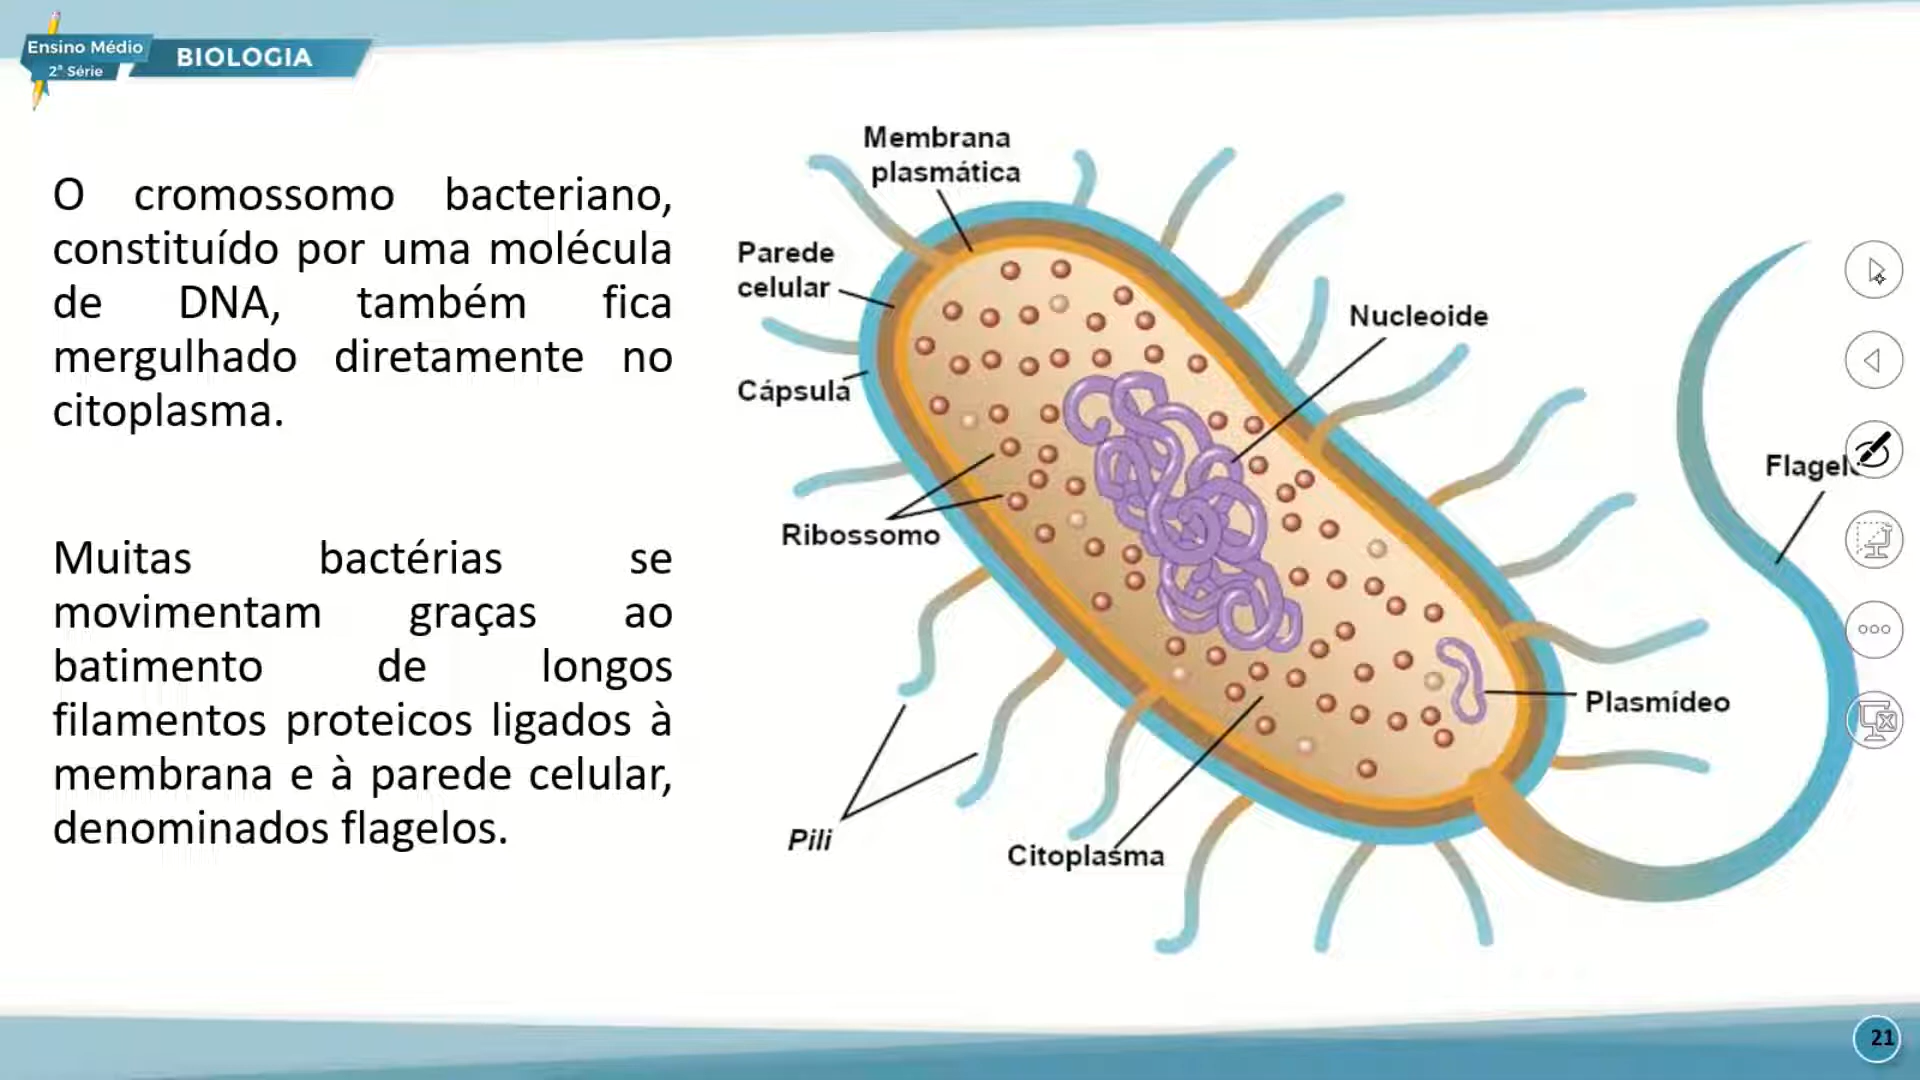 Ensino Médio
2ª Série
BIOLOGIA
O cromossomo bacteriano,
constituído por uma molécula
de DNA, também fica
mergulhado diretamente no
citoplasma.
Muitas bactérias se
movimentam graças ao
batimento de longos
filamentos proteicos ligados à
membrana e à parede celular,
denominados flagelos.
Membrana
plasmática
Parede
celular
Cápsula
Ribossomo
Pili
Citoplasma
Nucleoide
Plasmídeo
21